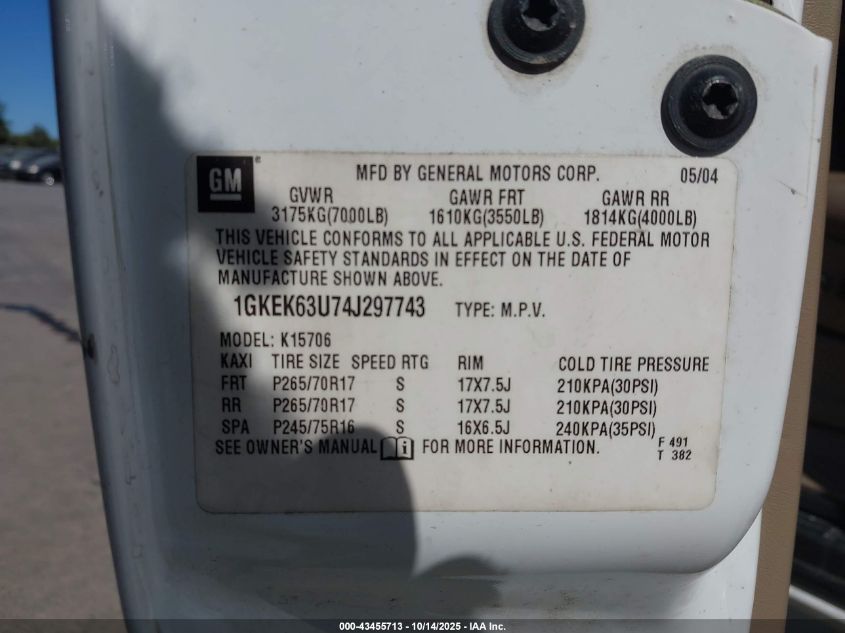 GM ® MFD BY GENERAL MOTORS CORP. 05/04
GVWR GAWR FRT GAWR RR
3175KG(7000LB) 1610KG(3550LB) 1814KG(4000LB)
THIS VEHICLE CONFORMS TO ALL APPLICABLE U.S. FEDERAL MOTOR
VEHICLE SAFETY STANDARDS IN EFFECT ON THE DATE OF
MANUFACTURE SHOWN ABOVE.
1GKEK63U74J297743 TYPE: M.P.V.
MODEL: K15706
KAXI TIRE SIZE SPEED RTG RIM COLD TIRE PRESSURE
FRT P265/70R17 S 17X7.5J 210KPA(30PSI)
RR P265/70R17 S 17X7.5J 210KPA(30PSI)
SPA P245/75R16 S 16X6.5J 240KPA(35PSI)
SEE OWNER'S MANUAL i FOR MORE INFORMATION. F 491
T 382
000-43455713 - 10/14/2025 - IAA Inc.